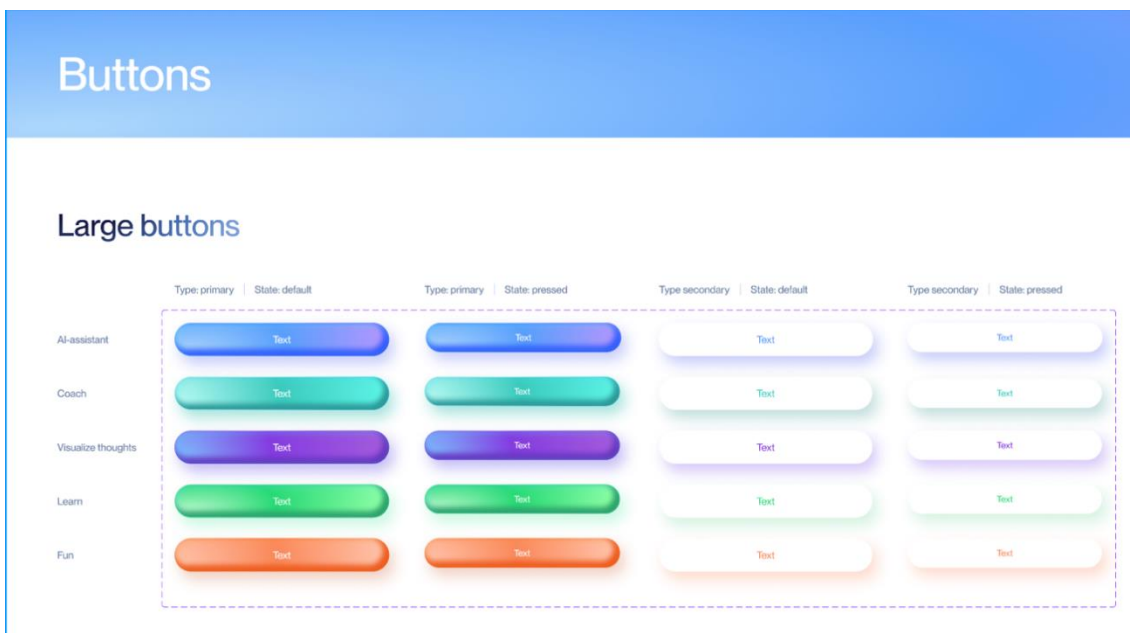 Buttons
Large buttons
Type: primary | State: default Type: primary | State: pressed Type secondary | State: default Type secondary | State: pressed
AI-assistant Text Text Text Text
Coach Text Text Text Text
Visualize thoughts Text Text Text Text
Learn Text Text Text Text
Fun Text Text Text Text